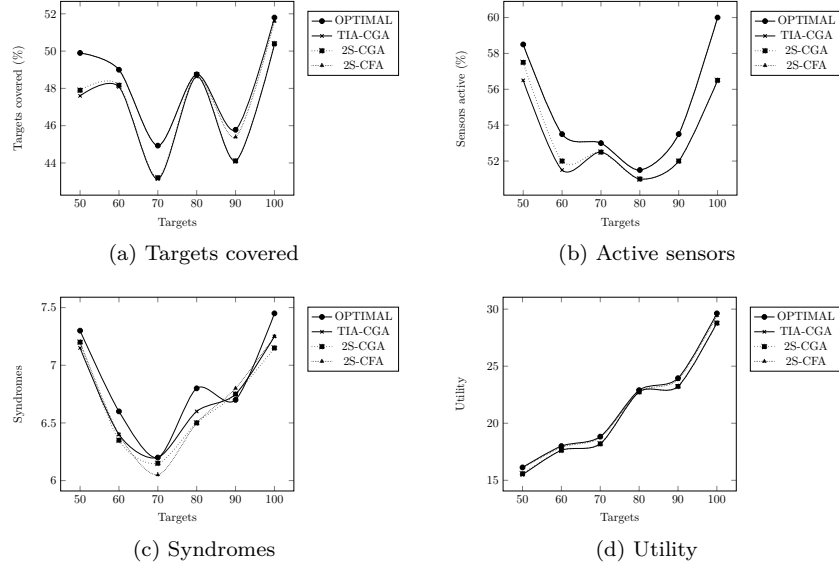 52
50
48
46
44
50 60 70 80 90 100
Targets
Targets covered (%)
OPTIMAL
TIA-CGA
2S-CGA
2S-CFA
(a) Targets covered
60
58
56
54
52
50 60 70 80 90 100
Targets
Sensors active (%)
OPTIMAL
TIA-CGA
2S-CGA
2S-CFA
(b) Active sensors
7.5
7
6.5
6
50 60 70 80 90 100
Targets
Syndromes
OPTIMAL
TIA-CGA
2S-CGA
2S-CFA
(c) Syndromes
30
25
20
15
50 60 70 80 90 100
Targets
Utility
OPTIMAL
TIA-CGA
2S-CGA
2S-CFA
(d) Utility